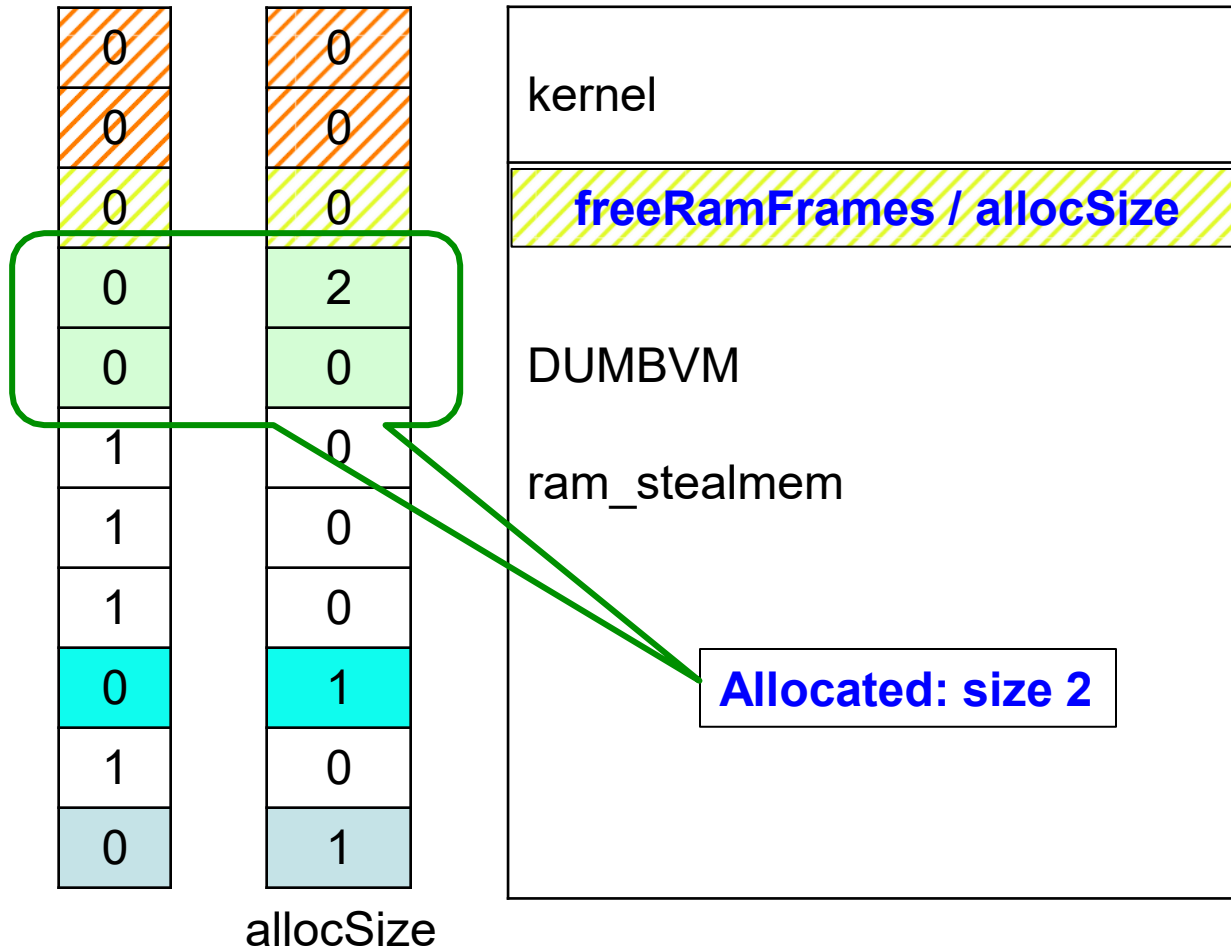 0 0
0 0
kernel
0 0
freeRamFrames / allocSize
0 2
0 0
DUMBVM
1 0
ram_stealmem
1 0
1 0
0 1
Allocated: size 2
1 0
0 1
allocSize